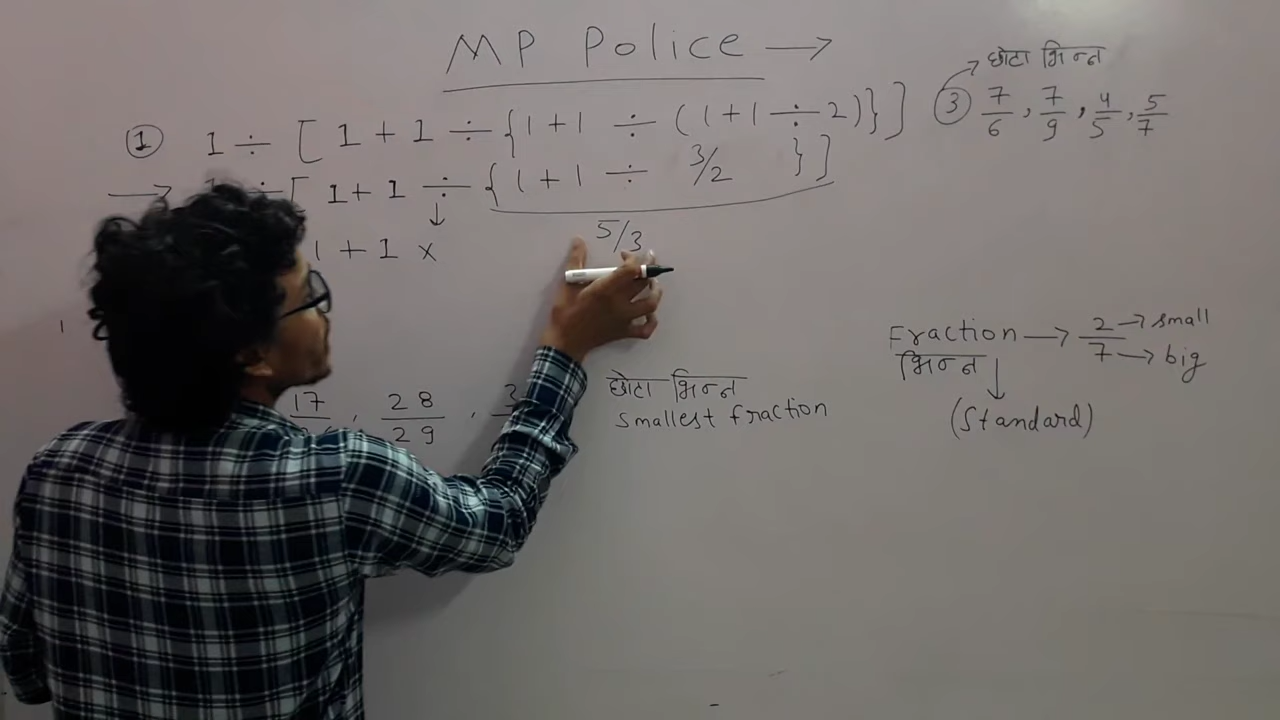 MP Police →
① 1 ÷ [ 1 + 1 ÷ { 1 + 1 ÷ (1 + 1 ÷ 2)}]
→ [ 1 + 1 ÷ { 1 + 1 ÷ 3/2 }]
↓
5/3
1 + 1 ×
17, 28/29, 3
छोटा भिन्न
Smallest fraction
छोटा भिन्न
③ 7/6, 7/9, 4/5, 5/7
Fraction → 2/7 → small → big
भिन्न ↓
(Standard)